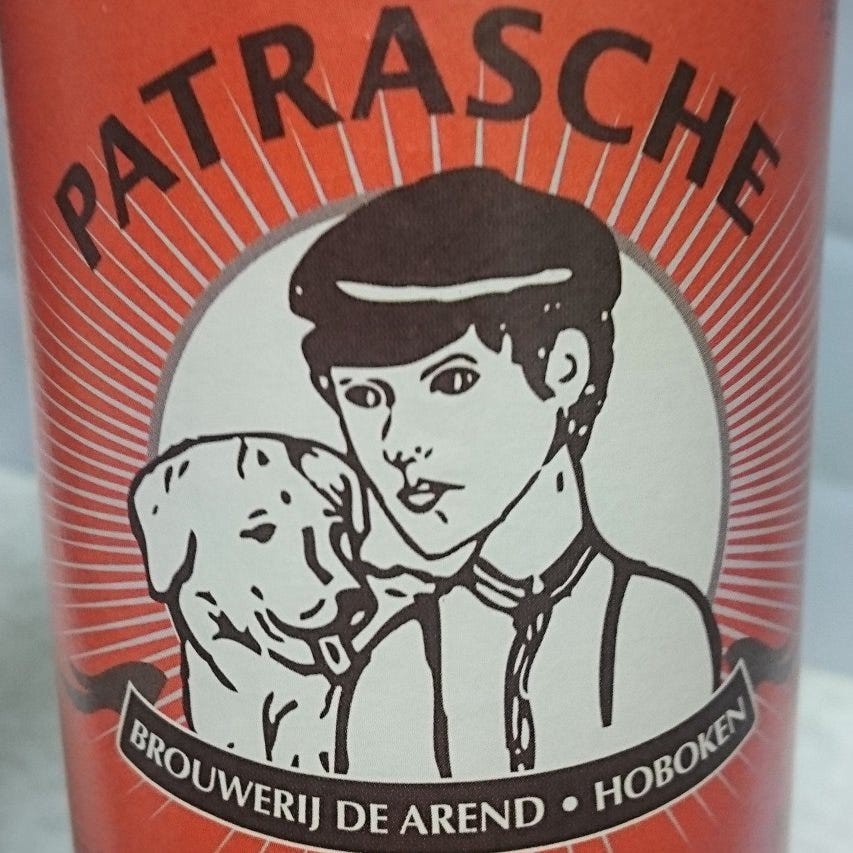 PATRASCHE
BROUWERIJ DE AREND • HOBOKEN